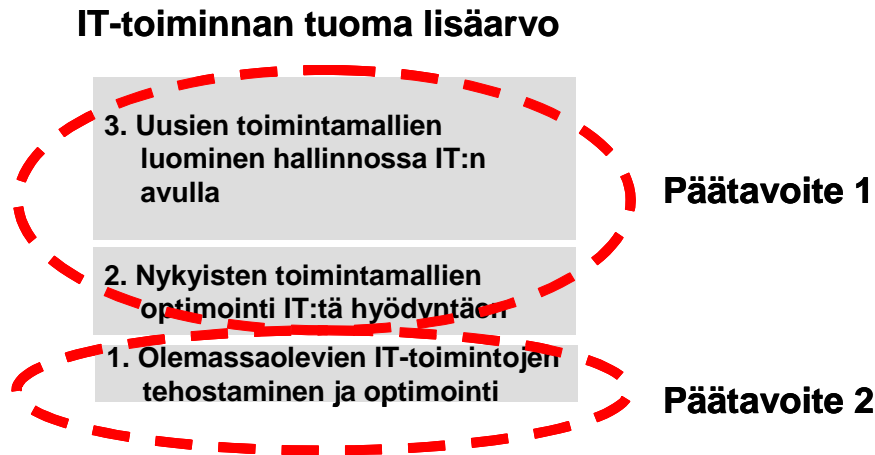 IT-toiminnan tuoma lisäarvo
3. Uusien toimintamallien
luominen hallinnossa IT:n
avulla
Päätavoite 1
2. Nykyisten toimintamallien
optimointi IT:tä hyödyntäen
1. Olemassaolevien IT-toimintojen
tehostaminen ja optimointi
Päätavoite 2